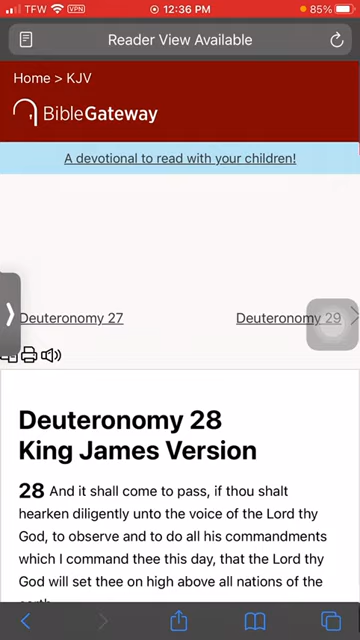 TFW VPN 12:36 PM 85%
Reader View Available
Home > KJV
BibleGateway
A devotional to read with your children!
Deuteronomy 27 Deuteronomy 29
Deuteronomy 28
King James Version
28 And it shall come to pass, if thou shalt
hearken diligently unto the voice of the Lord thy
God, to observe and to do all his commandments
which I command thee this day, that the Lord thy
God will set thee on high above all nations of the